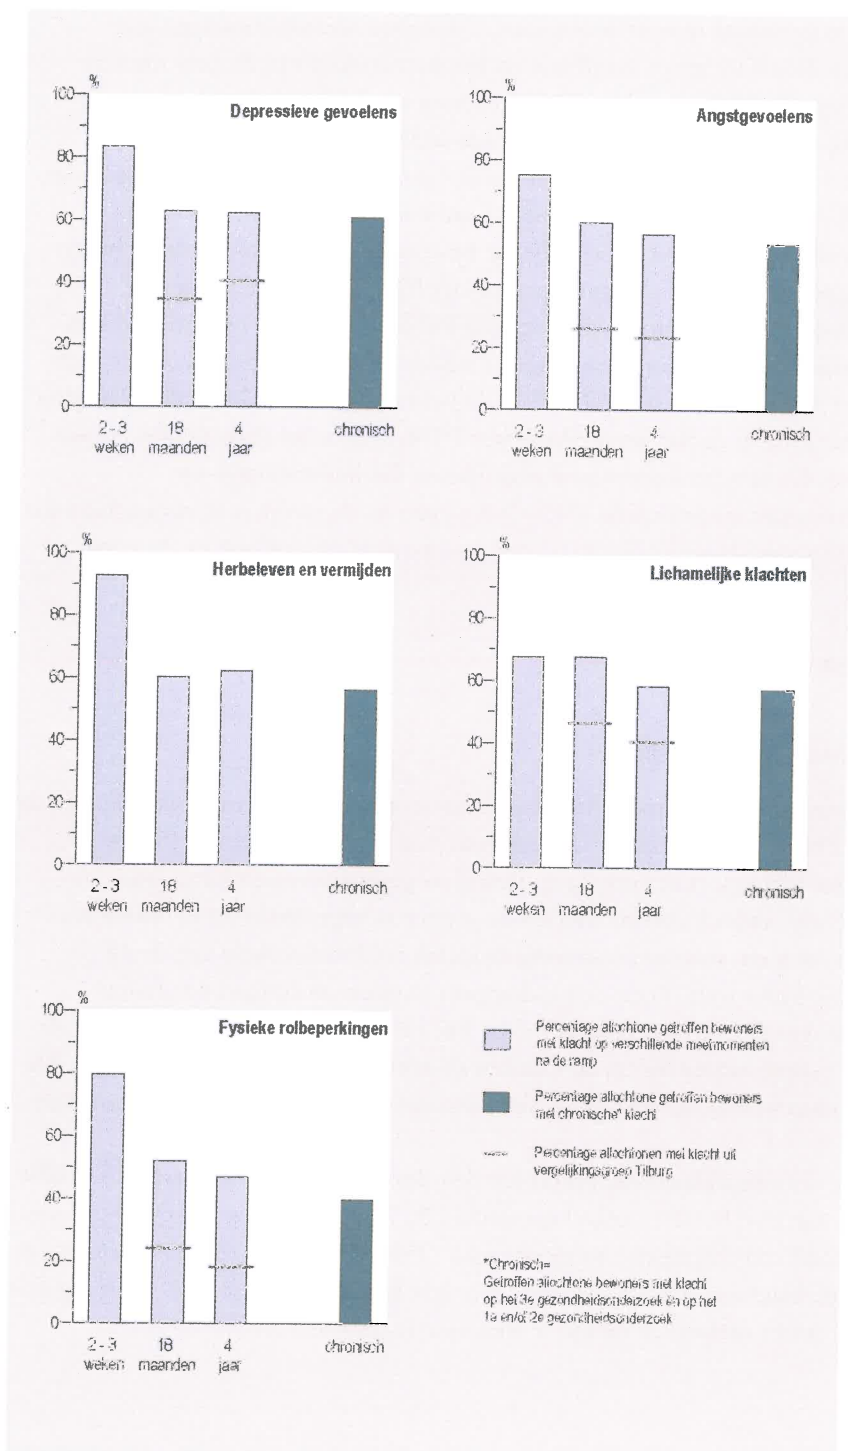 %
100
Depressieve gevoelens
80
60
40
20
0
2 - 3 18 4 chronisch
weken maanden jaar
%
100
Angstgevoelens
80
60
40
20
0
2 - 3 18 4 chronisch
weken maanden jaar
%
100
Herbeleven en vermijden
80
60
40
20
0
2 - 3 18 4 chronisch
weken maanden jaar
%
100
Lichamelijke klachten
80
60
40
20
0
2 - 3 18 4 chronisch
weken maanden jaar
%
100
Fysieke rolbeperkingen
80
60
40
20
0
2 - 3 18 4 chronisch
weken maanden jaar
Percentage allochtone getroffen bewoners
met klacht op verschillende meetmomenten
na de ramp
Percentage allochtone getroffen bewoners
met chronische* klacht
Percentage allochtonen met klacht uit
vergelijkingsgroep Tilburg
*Chronisch=
Getroffen allochtone bewoners met klacht
op het 3e gezondheidsonderzoek én op het
1e en/of 2e gezondheidsonderzoek